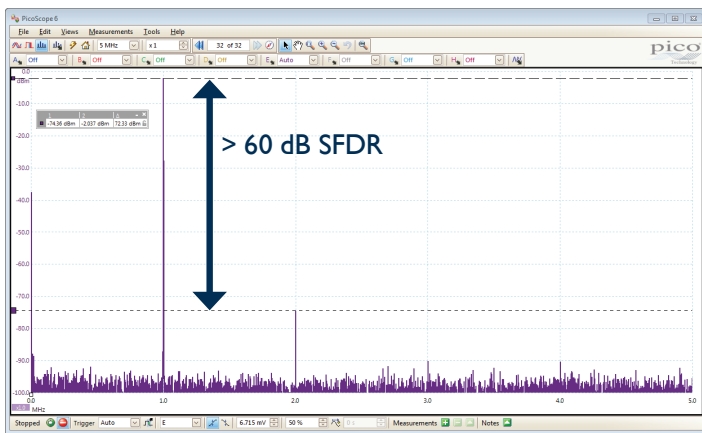 PicoScope 6
File Edit Views Measurements Tools Help
5 MHz x 1 32 of 32
pico
Technology
A Off B Off C Off D Off E Auto F Off G Off H Off
0.0
dBm
-10.0
-74.36 dBm -2.037 dBm 72.33 dBm
-20.0
> 60 dB SFDR
-30.0
-40.0
-50.0
-60.0
-70.0
-80.0
-90.0
-100.0
0.0 1.0 2.0 3.0 4.0 5.0
MHz
Stopped Trigger Auto E 6.715 mV 50 % 0 s Measurements Notes